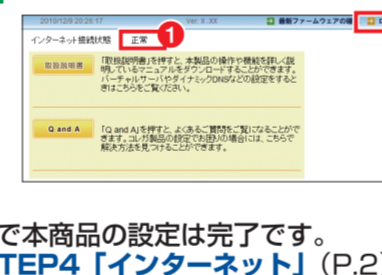 2010/12/9 20:26:17 Ver: X.XX 最新ファームウェアの確
インターネット接続状態 正常 1
取扱説明書 「取扱説明書」を押すと、本製品の操作や機能を詳しく説
明しているマニュアルをダウンロードすることができます。
バーチャルサーバやダイナミックDNSなどの設定をすると
きはこちらをご覧ください。
Q and A 「Q and A」を押すと、よくあるご質問をご覧になることがで
きます。コレガ製品の設定でお困りの場合には、こちらで
解決方法を見つけることができます。
で本商品の設定は完了です。
TEP4「インターネット」(P.2)